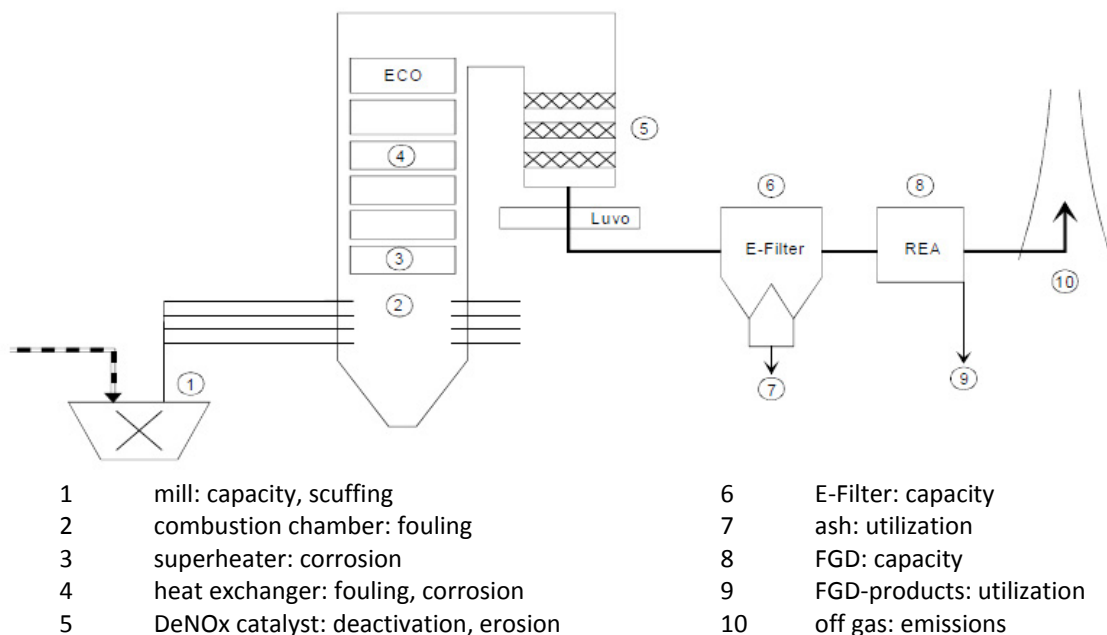 ECO
4
3
2
1
5
Luvo
6
E-Filter
7
8
REA
9
10
1 mill: capacity, scuffing
2 combustion chamber: fouling
3 superheater: corrosion
4 heat exchanger: fouling, corrosion
5 DeNOx catalyst: deactivation, erosion
6 E-Filter: capacity
7 ash: utilization
8 FGD: capacity
9 FGD-products: utilization
10 off gas: emissions